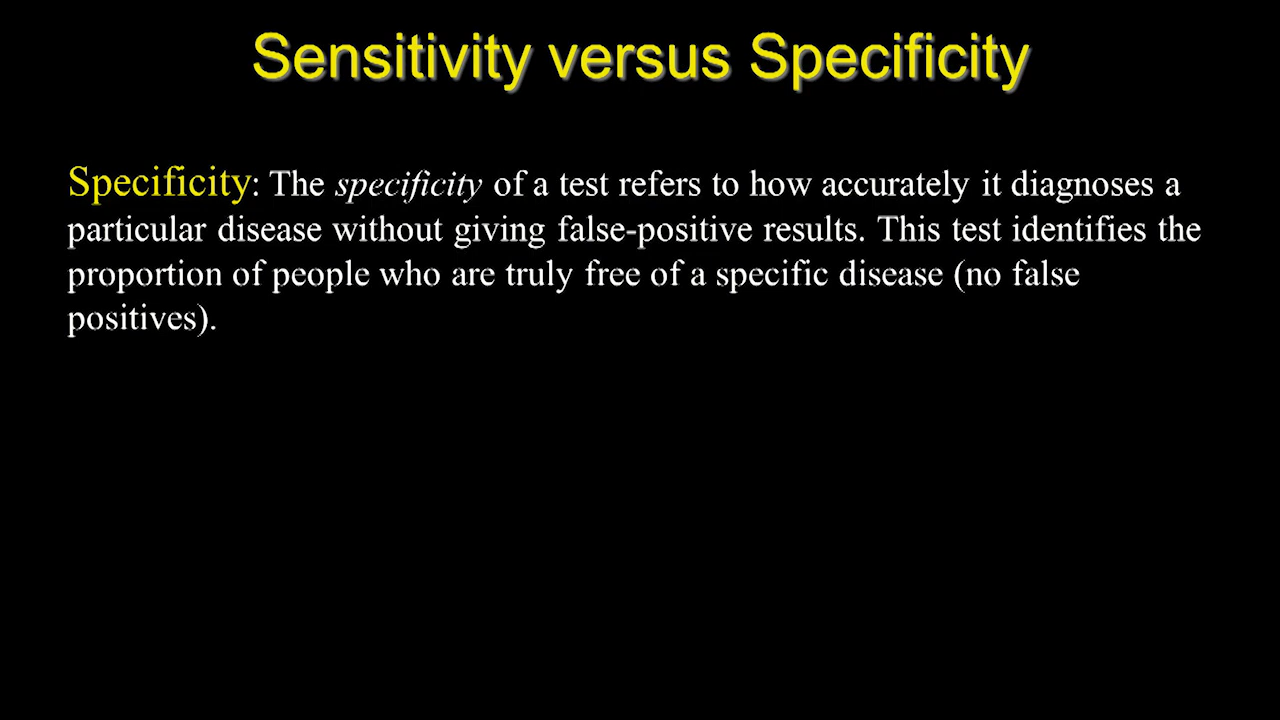 Sensitivity versus Specificity
Specificity: The specificity of a test refers to how accurately it diagnoses a
particular disease without giving false-positive results. This test identifies the
proportion of people who are truly free of a specific disease (no false
positives).